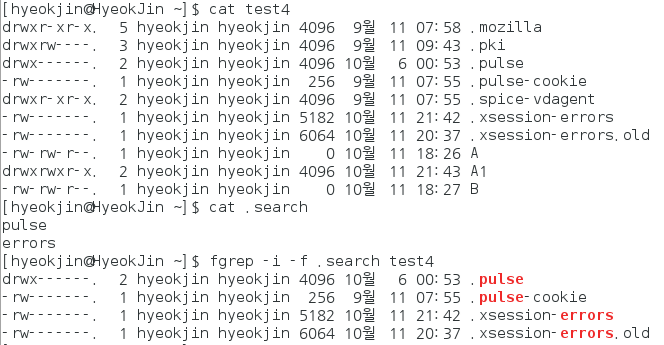 [hyeokjin@HyeokJin ~]$ cat test4
drwxr-xr-x. 5 hyeokjin hyeokjin 4096 9월 11 07:58 .mozilla
drwxrw----. 3 hyeokjin hyeokjin 4096 9월 11 09:43 .pki
drwx------. 2 hyeokjin hyeokjin 4096 10월 6 00:53 .pulse
-rw-------. 1 hyeokjin hyeokjin 256 9월 11 07:55 .pulse-cookie
drwxr-xr-x. 2 hyeokjin hyeokjin 4096 9월 11 07:55 .spice-vdagent
-rw-------. 1 hyeokjin hyeokjin 5182 10월 11 21:42 .xsession-errors
-rw-------. 1 hyeokjin hyeokjin 6064 10월 11 20:37 .xsession-errors.old
-rw-rw-r--. 1 hyeokjin hyeokjin 0 10월 11 18:26 A
drwxrwxr-x. 2 hyeokjin hyeokjin 4096 10월 11 21:43 A1
-rw-rw-r--. 1 hyeokjin hyeokjin 0 10월 11 18:27 B
[hyeokjin@HyeokJin ~]$ cat .search
pulse
errors
[hyeokjin@HyeokJin ~]$ fgrep -i -f .search test4
drwx------. 2 hyeokjin hyeokjin 4096 10월 6 00:53 .pulse
-rw-------. 1 hyeokjin hyeokjin 256 9월 11 07:55 .pulse-cookie
-rw-------. 1 hyeokjin hyeokjin 5182 10월 11 21:42 .xsession-errors
-rw-------. 1 hyeokjin hyeokjin 6064 10월 11 20:37 .xsession-errors.old